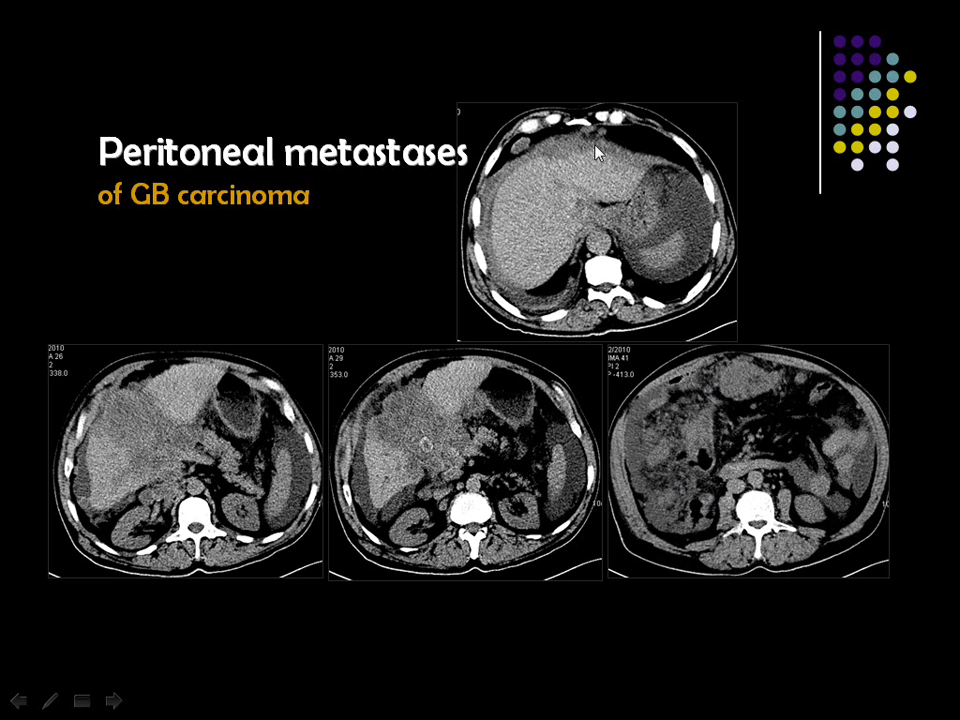 Peritoneal metastases
of GB carcinoma
2010
A 26
2
338.0
2010
A 29
2
353.0
2/2010
IMA 41
PI 2
P -413.0